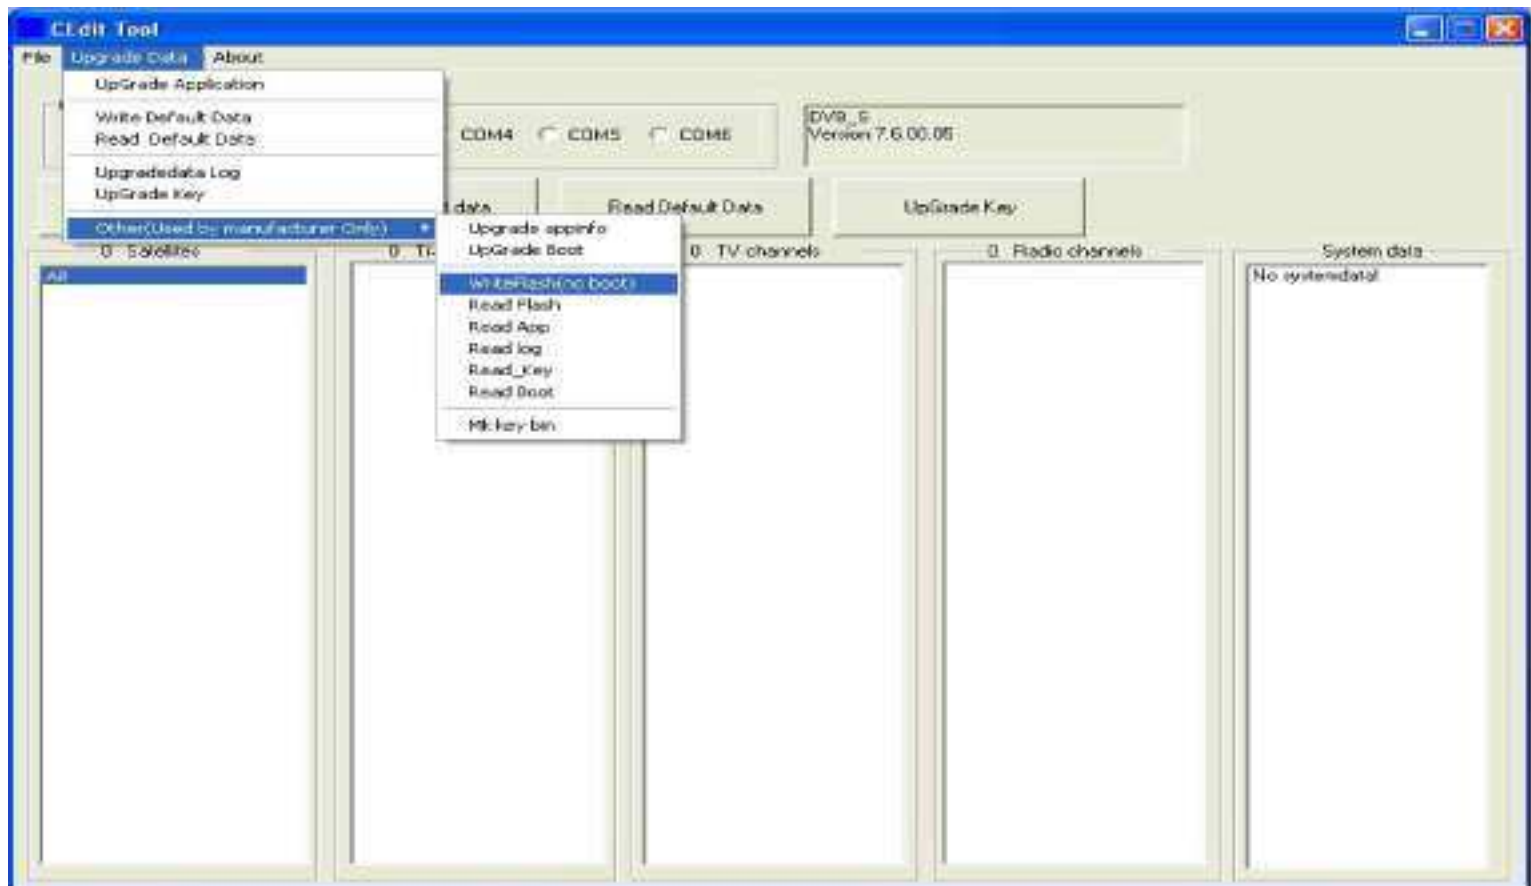 CEdit Tool
File Upgrade Data About
UpGrade Application
Write Default Data
Read Default Data
Upgradedata Log
UpGrade Key
Other(Used by manufacturer Only)
COM4 COM5 COM6
DVB_S
Version 7.6.00.05
data
Read Default Data
UpGrade Key
Upgrade appinfo
UpGrade Boot
WriteFlash(no boot)
Read Flash
Read App
Read log
Read_Key
Read Boot
Mk key bin
0 Satellites
0 T
0 TV channels
0 Radio channels
System data
All
No systemdata!